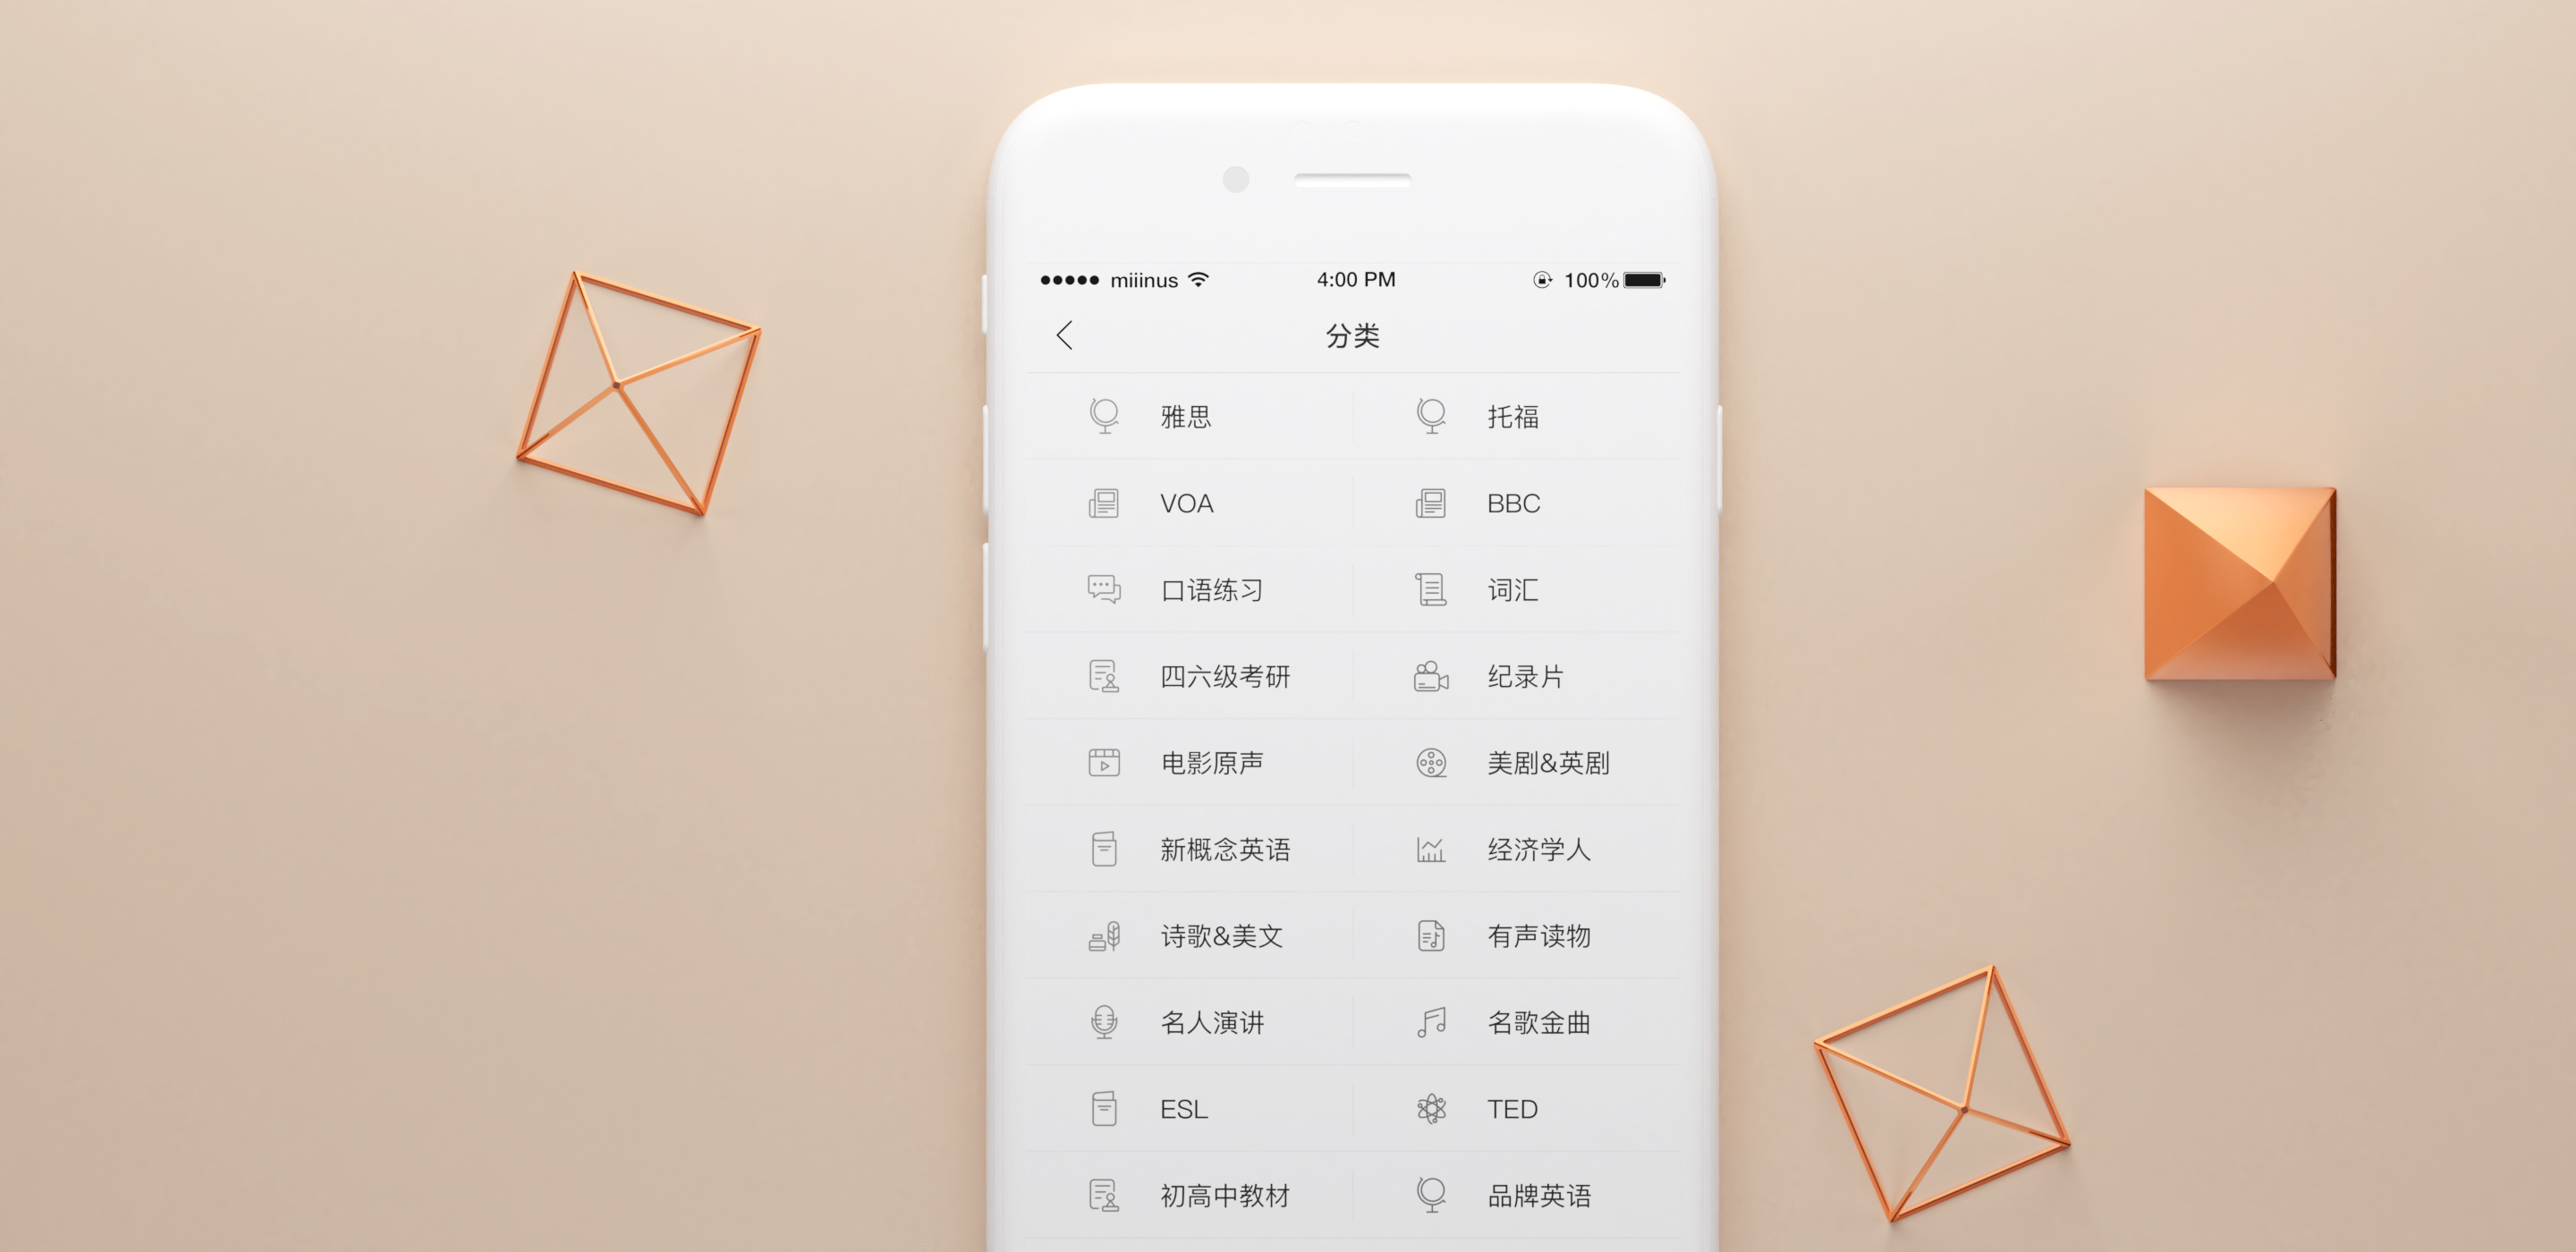 miiinus 4:00 PM 100%
分类
雅思 托福
VOA BBC
口语练习 词汇
四六级考研 纪录片
电影原声 美剧&英剧
新概念英语 经济学人
诗歌&美文 有声读物
名人演讲 名歌金曲
ESL TED
初高中教材 品牌英语